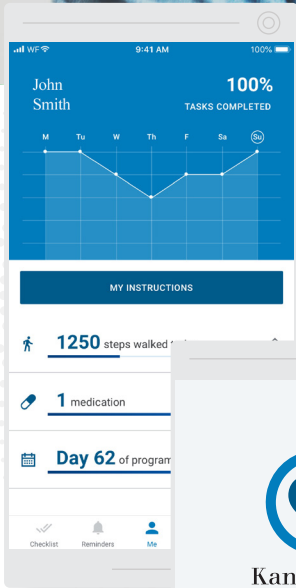 WF 9:41 AM 100%
John 100%
Smith TASKS COMPLETED
M Tu W Th F Sa Su
MY INSTRUCTIONS
1250 steps walked
1 medication
Day 62 of program
Checklist Reminders Me
Kan